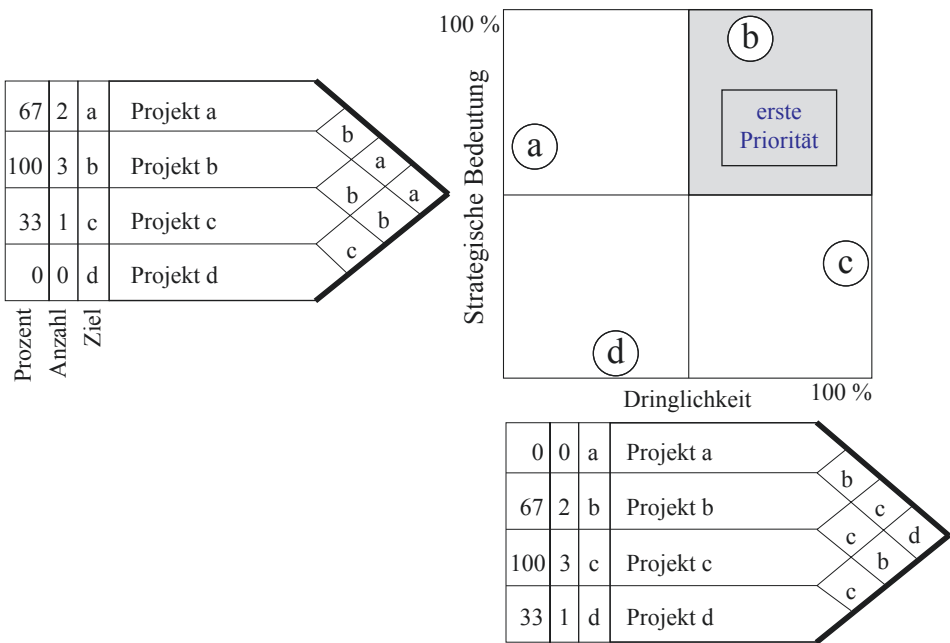 100 %
Strategische Bedeutung
b
erste
Priorität
a
c
d
Dringlichkeit
100 %
67 2 a Projekt a
100 3 b Projekt b
33 1 c Projekt c
0 0 d Projekt d
b
a
b a
b
c
Prozent
Anzahl
Ziel
0 0 a Projekt a
67 2 b Projekt b
100 3 c Projekt c
33 1 d Projekt d
b
c
c d
b
c